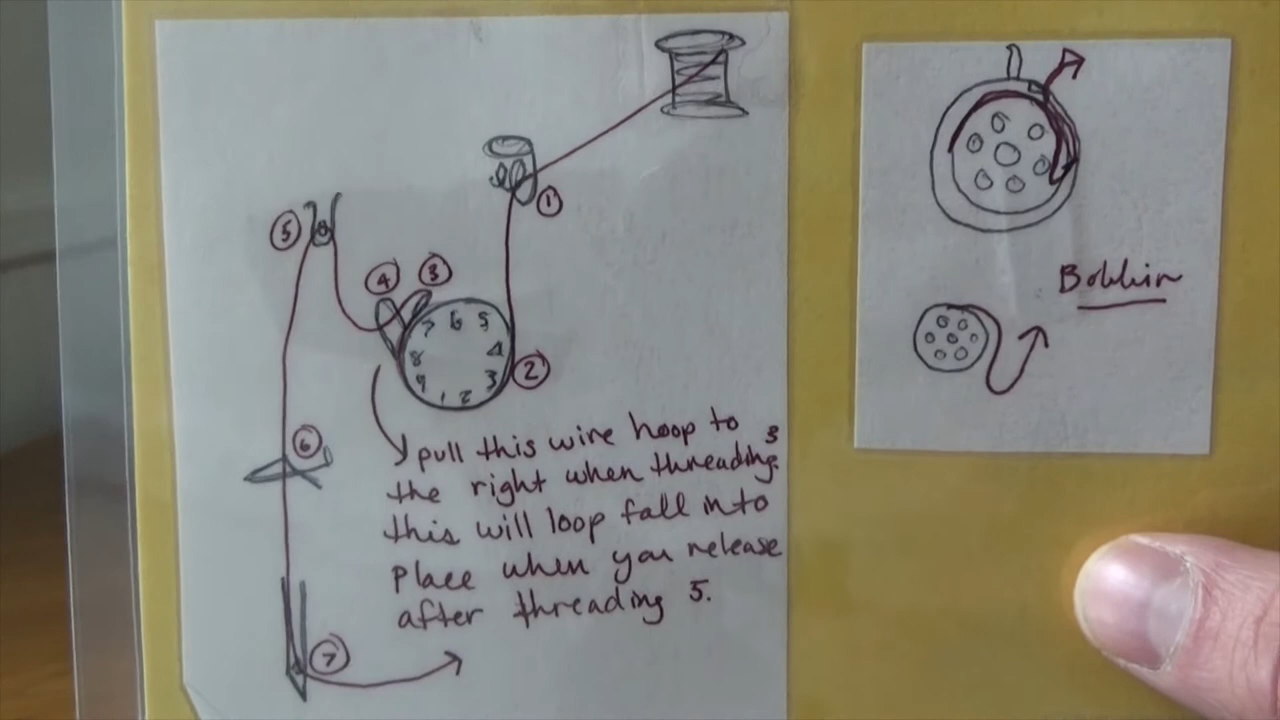 1
5
4
3
7 6 5
8 4
9 3
1 2
2
6
pull this wire hoop to
the right when threading 3
this will loop fall into
place when you release
after threading 5.
7
Bobbin